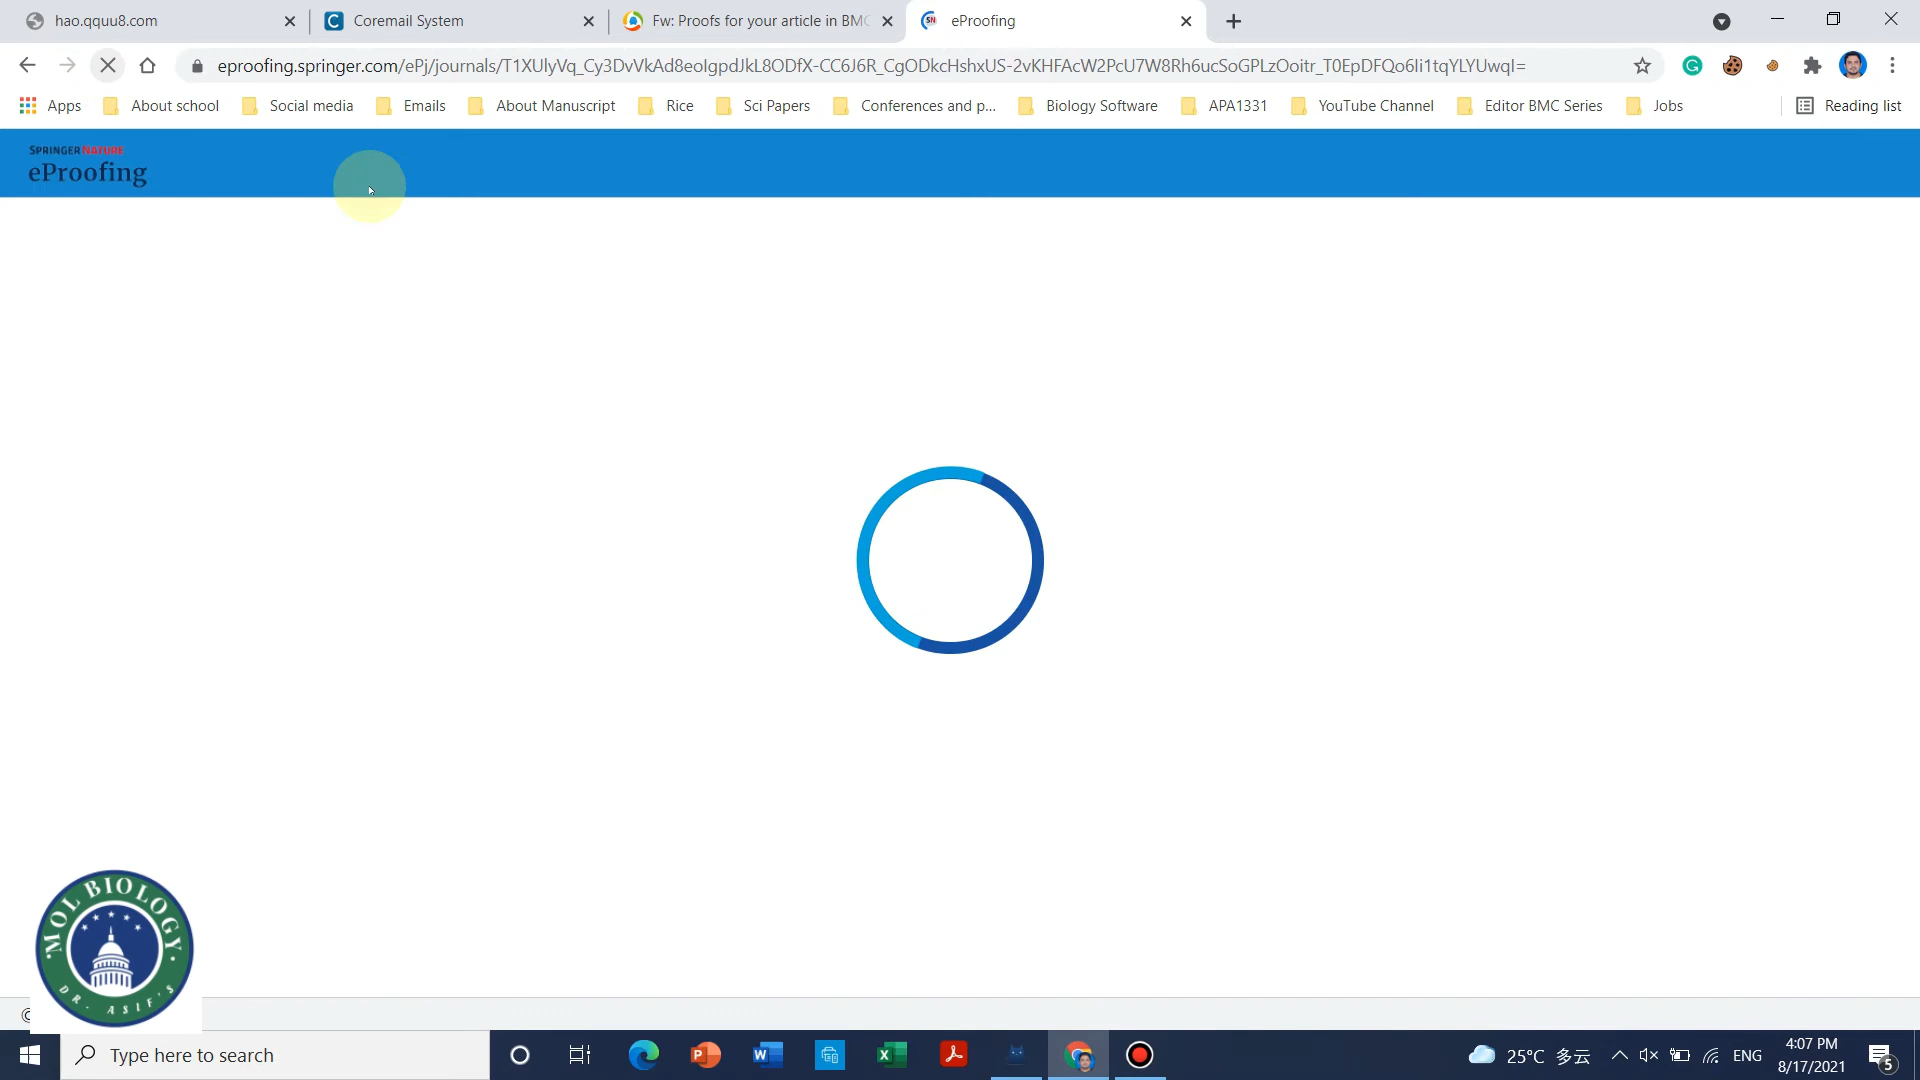 hao.qquu8.com
Coremail System
Fw: Proofs for your article in BMC
eProofing
eproofing.springer.com/ePj/journals/T1XUlyVq_Cy3DvVkAd8eoIgpdJkL8ODfX-CC6J6R_CgODkcHshxUS-2vKHFAcW2PcU7W8Rh6ucSoGPLzOoitr_T0EpDFQo6Ii1tqYLYUwqI=
Apps
About school
Social media
Emails
About Manuscript
Rice
Sci Papers
Conferences and p...
Biology Software
APA1331
YouTube Channel
Editor BMC Series
Jobs
Reading list
SPRINGER NATURE
eProofing
MOL BIOLOGY
DR. ASIF'S
Type here to search
25°C 多云
ENG
4:07 PM
8/17/2021
5